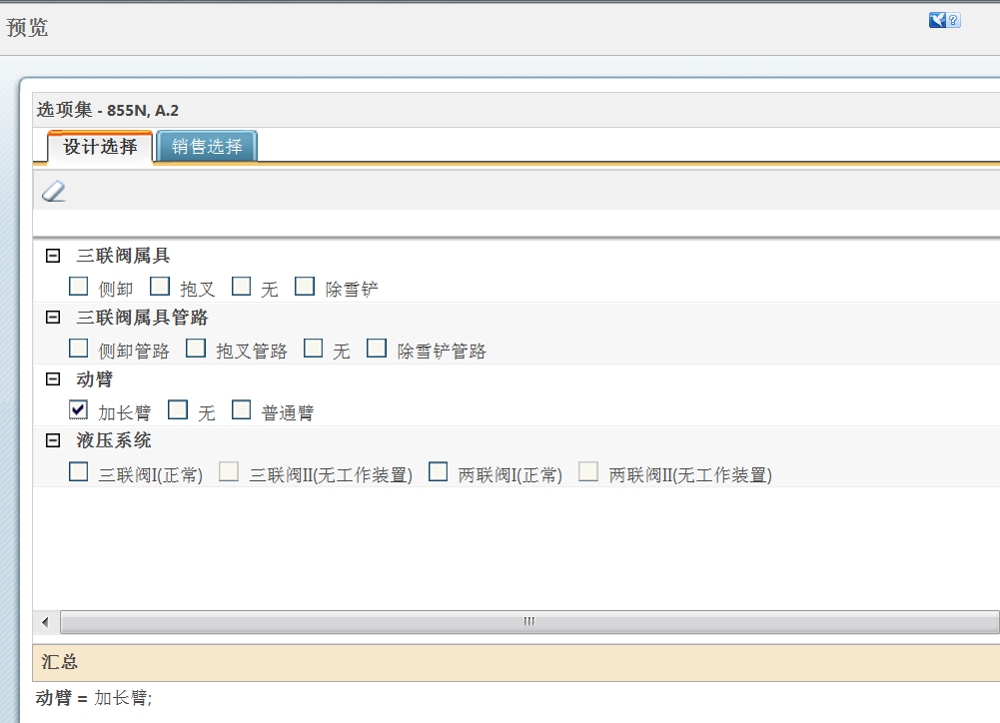 预览
选项集 - 855N, A.2
设计选择 销售选择
三联阀属具
侧卸 抱叉 无 除雪铲
三联阀属具管路
侧卸管路 抱叉管路 无 除雪铲管路
动臂
加长臂 无 普通臂
液压系统
三联阀I(正常) 三联阀II(无工作装置) 两联阀I(正常) 两联阀II(无工作装置)
汇总
动臂 = 加长臂;